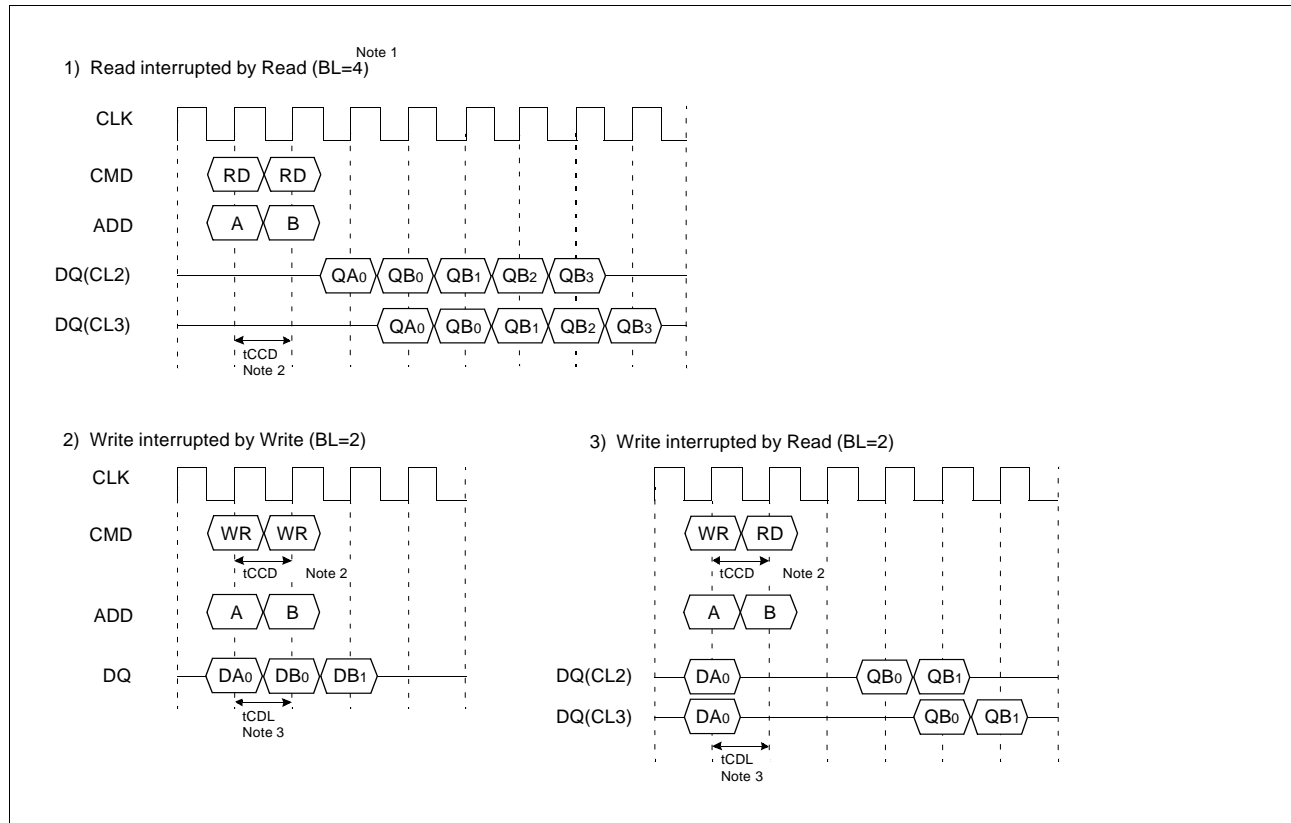 Note 1
1) Read interrupted by Read (BL=4)
CLK
CMD RD RD
ADD A B
DQ(CL2) QA0 QB0 QB1 QB2 QB3
DQ(CL3) QA0 QB0 QB1 QB2 QB3
tCCD
Note 2
2) Write interrupted by Write (BL=2)
CLK
CMD WR WR
tCCD Note 2
ADD A B
DQ DA0 DB0 DB1
tCDL
Note 3
3) Write interrupted by Read (BL=2)
WR RD
tCCD Note 2
A B
DQ(CL2) DA0 QB0 QB1
DQ(CL3) DA0 QB0 QB1
tCDL
Note 3